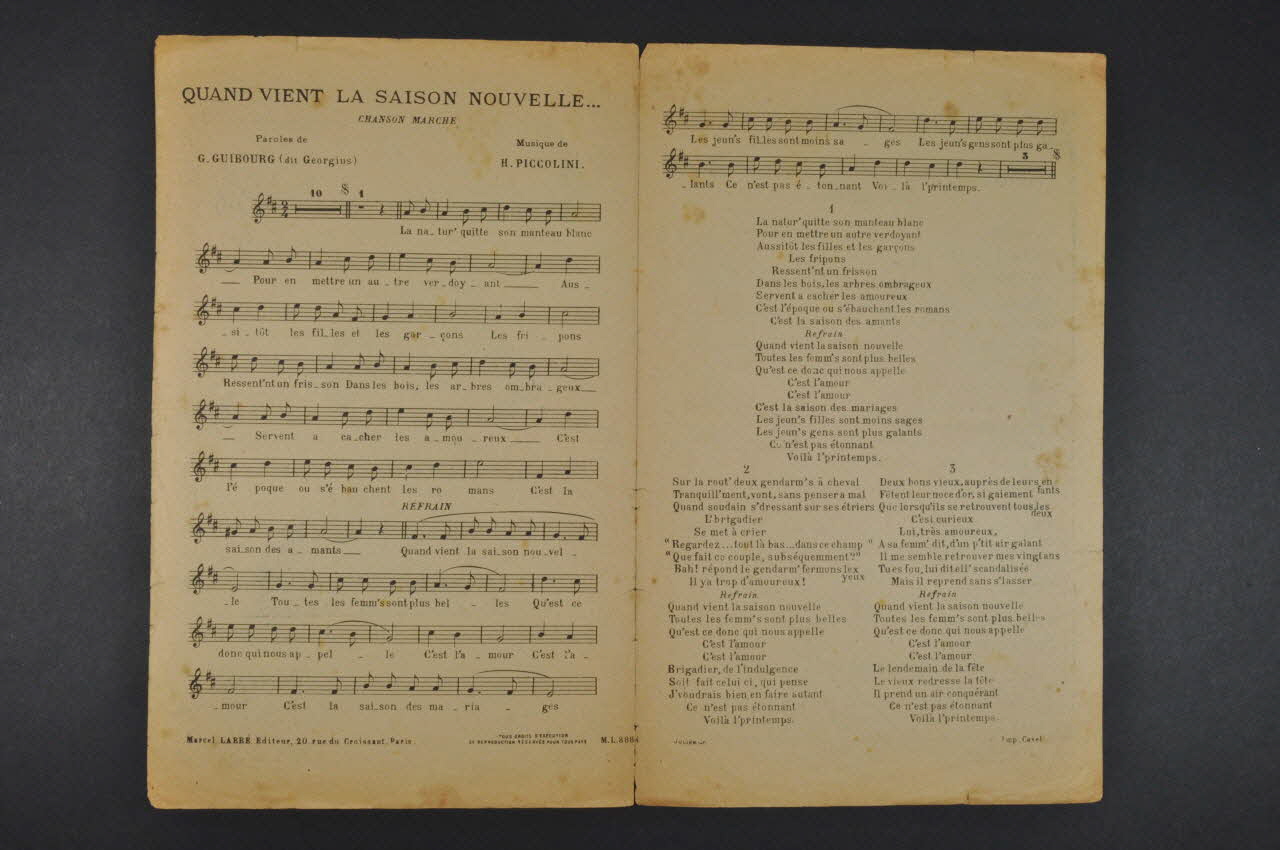 QUAND VIENT LA SAISON NOUVELLE...
CHANSON MARCHE
Paroles de
G. GUIBOURG (dit Georgius)
Musique de
H. PICCOLINI.
10 1
La na_tur' quitte son manteau blanc
Pour en mettre un au_tre ver_doy_ant Aus_
_si_tôt les fil_les et les gar_çons Les fri_pons
Ressent'nt un fris_son Dans les bois, les ar_bres om_bra_geux
Servent a ca_cher les a_mou_reux C'est
l'é poque ou s'é bau chent les ro mans C'est la
REFRAIN
sai_son des a_mants Quand vient la sai_son nou_vel_
_le Tou_tes les femm's sont plus bel_les Qu'est ce
donc qui nous ap_pel_le C'est l'a_mour C'est l'a_
_mour C'est la sai_son des ma_ria_ges
Marcel LABBÉ Editeur, 20, rue du Croissant, Paris.
TOUS DROITS D'EXÉCUTION
DE REPRODUCTION RÉSERVÉS POUR TOUS PAYS
M.L.8884
Les jeun's fil_les sont moins sa_ges Les jeun's gens sont plus ga_
3
_lants Ce n'est pas é_ton_nant Voi_là l'printemps.
1
La natur' quitte son manteau blanc
Pour en mettre un autre verdoyant
Aussitôt les filles et les garçons
Les fripons
Ressent'nt un frisson
Dans les bois, les arbres ombrageux
Servent a cacher les amoureux
C'est l'époque ou s'ébauchent les romans
C'est la saison des amants
Refrain
Quand vient la saison nouvelle
Toutes les femm's sont plus belles
Qu'est ce donc qui nous appelle
C'est l'amour
C'est l'amour
C'est la saison des mariages
Les jeun's filles sont moins sages
Les jeun's gens sont plus galants
Ce n'est pas étonnant
Voilà l'printemps.
2
Sur la rout' deux gendarm's à cheval
Tranquill'ment, vont, sans penser a mal
Quand soudain s'dressant sur ses étriers
L'brigadier
Se met à crier
"Regardez...tout là bas...dans ce champ
"Que fait ce couple, subséquemment?"
Bah! répond le gendarm' fermons les
yeux
Il y a trop d'amoureux!
Refrain
Quand vient la saison nouvelle
Toutes les femm's sont plus belles
Qu'est ce donc qui nous appelle
C'est l'amour
C'est l'amour
Brigadier, de l'indulgence
Soit fait celui ci, qui pense
J'voudrais bien en faire autant
Ce n'est pas étonnant
Voilà l'printemps.
3
Deux bons vieux, auprès de leurs en
fants
Fêtent leur noce d'or, si gaiement
Que lorsqu'ils se retrouvent tous les
deux
C'est curieux
Lui, très amoureux,
"A sa femm' dit, d'un p'tit air galant
Il me semble retrouver mes vingt ans
Tu es fou, lui dit ell' scandalisée
Mais il reprend sans s'lasser
Refrain
Quand vient la saison nouvelle
Toutes les femm's sont plus belles
Qu'est ce donc qui nous appelle
C'est l'amour
C'est l'amour
Le lendemain de la fête
Le vieux redresse la tête
Il prend un air conquérant
Ce n'est pas étonnant
Voilà l'printemps.
Imp. Cavel